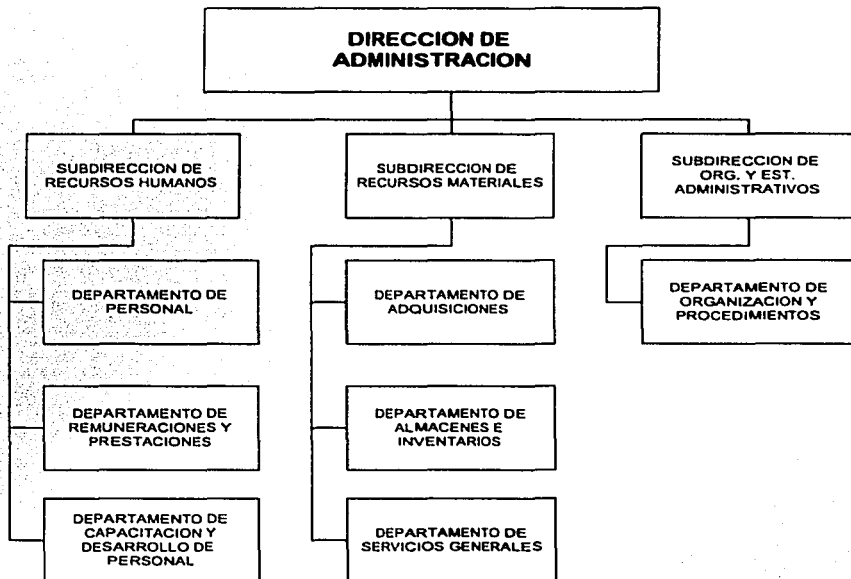 DIRECCION DE
ADMINISTRACION
SUBDIRECCION DE
RECURSOS HUMANOS
SUBDIRECCION DE
RECURSOS MATERIALES
SUBDIRECCION DE
ORG. Y EST.
ADMINISTRATIVOS
DEPARTAMENTO DE
PERSONAL
DEPARTAMENTO DE
ADQUISICIONES
DEPARTAMENTO DE
ORGANIZACION Y
PROCEDIMIENTOS
DEPARTAMENTO DE
REMUNERACIONES Y
PRESTACIONES
DEPARTAMENTO DE
ALMACENES E
INVENTARIOS
DEPARTAMENTO DE
CAPACITACION Y
DESARROLLO DE
PERSONAL
DEPARTAMENTO DE
SERVICIOS GENERALES